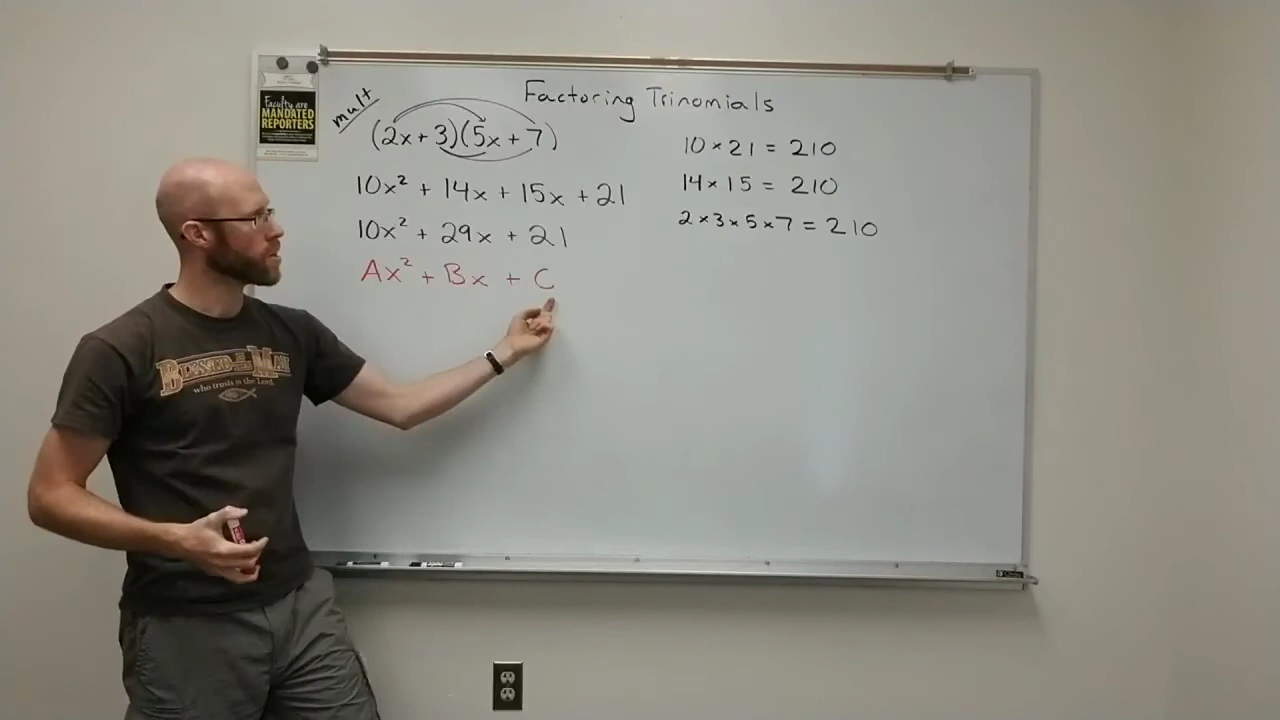 Factoring Trinomials
mult
(2x+3)(5x+7)
10x² + 14x + 15x + 21
10x² + 29x + 21
Ax² + Bx + C
10 × 21 = 210
14 × 15 = 210
2 × 3 × 5 × 7 = 210
Faculty are
MANDATED
REPORTERS
BLESSED IS THE MAN
who trusts in the Lord.